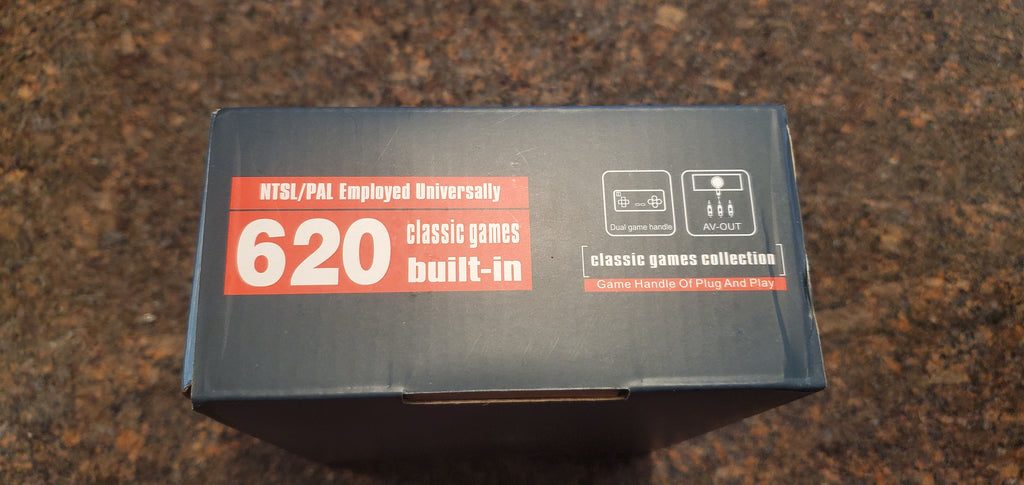 NTSL/PAL Employed Universally
620 classic games
built-in
Dual game handle
AV-OUT
classic games collection
Game Handle Of Plug And Play